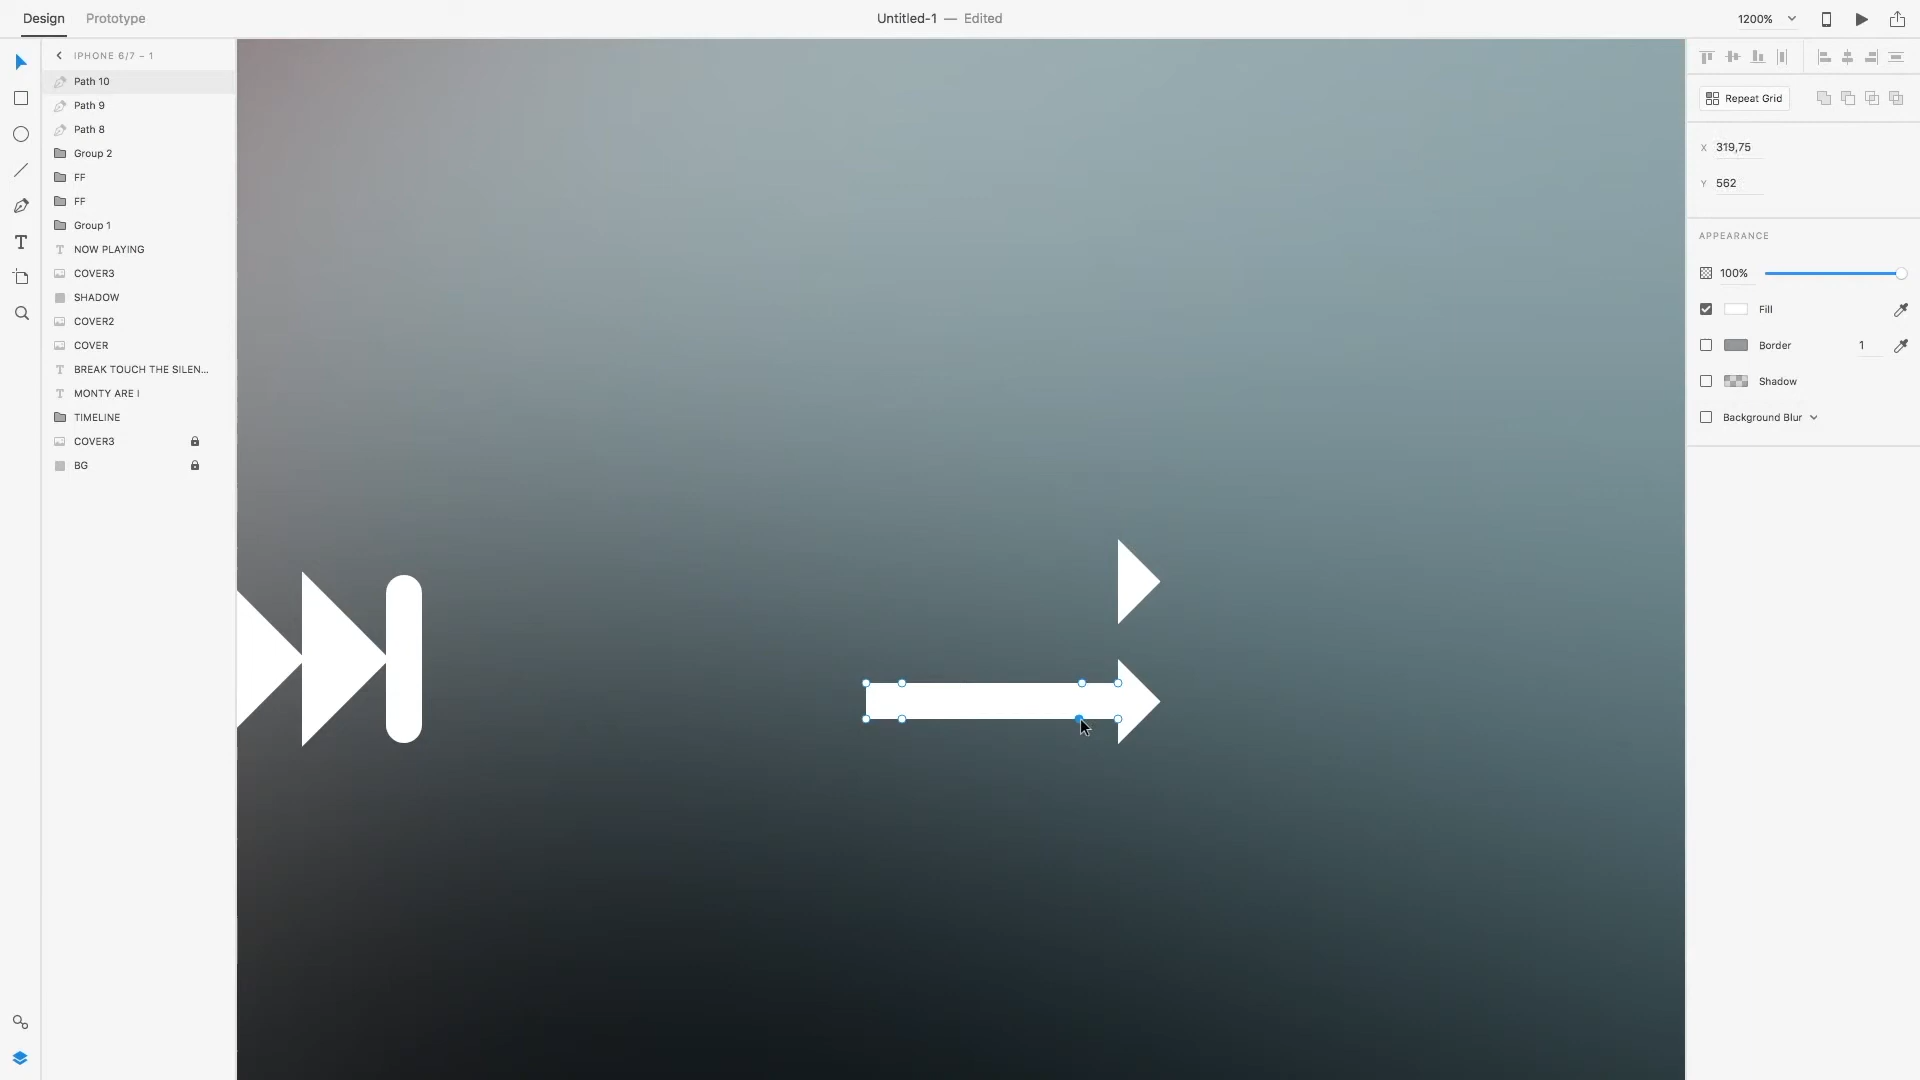 Design
Prototype
Untitled-1 — Edited
1200%
IPHONE 6/7 – 1
Path 10
Path 9
Path 8
Group 2
FF
FF
Group 1
NOW PLAYING
COVER3
SHADOW
COVER2
COVER
BREAK TOUCH THE SILEN...
MONTY ARE I
TIMELINE
COVER3
BG
Repeat Grid
X 319,75
Y 562
APPEARANCE
100%
Fill
Border 1
Shadow
Background Blur